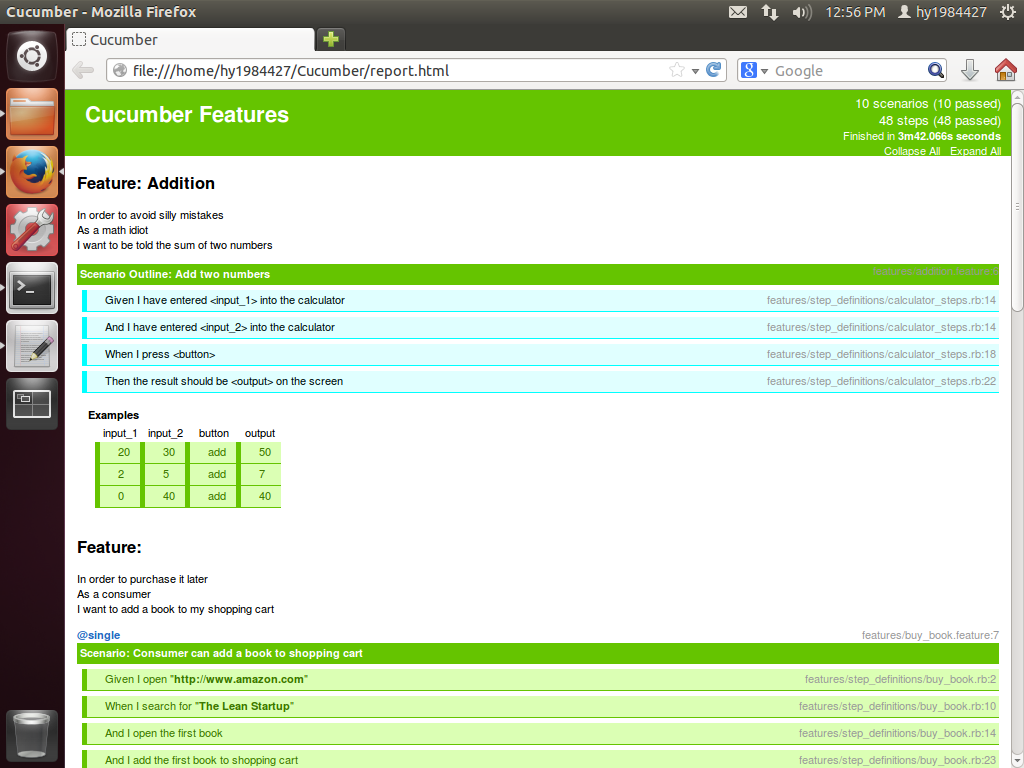 Cucumber - Mozilla Firefox
12:56 PM hy1984427
Cucumber
file:///home/hy1984427/Cucumber/report.html
8 Google
Cucumber Features
10 scenarios (10 passed)
48 steps (48 passed)
Finished in 3m42.066s seconds
Collapse All Expand All
Feature: Addition
In order to avoid silly mistakes
As a math idiot
I want to be told the sum of two numbers
Scenario Outline: Add two numbers
Given I have entered <input_1> into the calculator features/step_definitions/calculator_steps.rb:14
And I have entered <input_2> into the calculator features/step_definitions/calculator_steps.rb:14
When I press <button> features/step_definitions/calculator_steps.rb:18
Then the result should be <output> on the screen features/step_definitions/calculator_steps.rb:22
Examples
input_1 input_2 button output
20 30 add 50
2 5 add 7
0 40 add 40
Feature:
In order to purchase it later
As a consumer
I want to add a book to my shopping cart
@single features/buy_book.feature:7
Scenario: Consumer can add a book to shopping cart
Given I open "http://www.amazon.com" features/step_definitions/buy_book.rb:2
When I search for "The Lean Startup" features/step_definitions/buy_book.rb:10
And I open the first book features/step_definitions/buy_book.rb:14
And I add the first book to shopping cart features/step_definitions/buy_book.rb:23